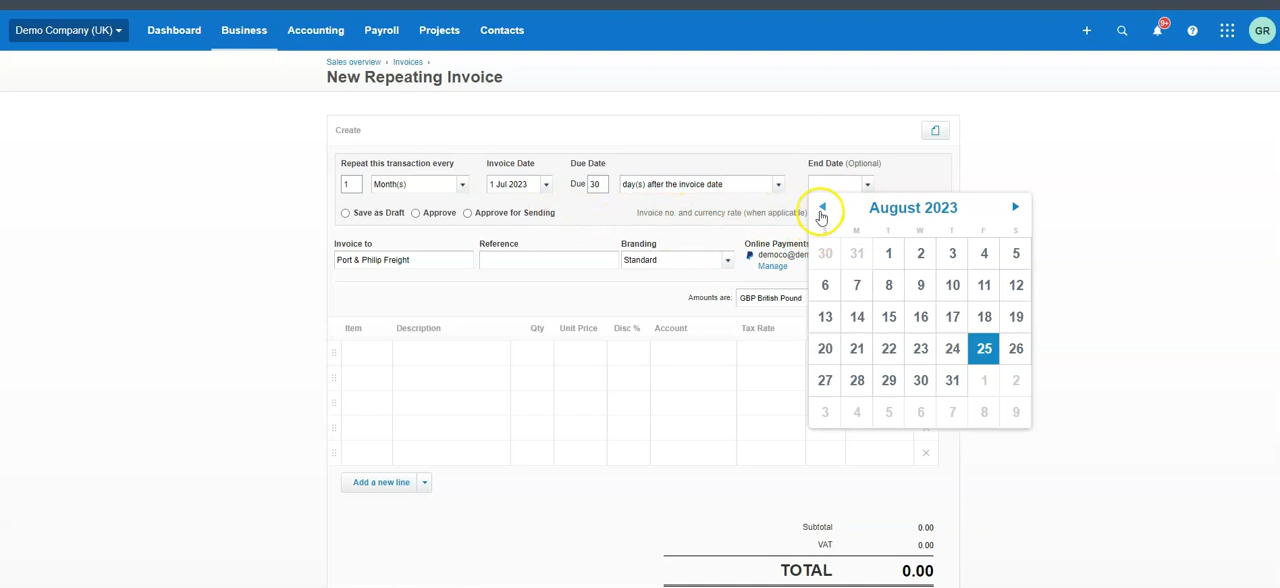 Demo Company (UK)
Dashboard
Business
Accounting
Payroll
Projects
Contacts
9+
GR
Sales overview › Invoices ›
New Repeating Invoice
Create
Repeat this transaction every
Invoice Date
Due Date
End Date (Optional)
1
Month(s)
1 Jul 2023
Due 30
day(s) after the invoice date
Save as Draft
Approve
Approve for Sending
Invoice no. and currency rate (when applicable)
Invoice to
Reference
Branding
Online Payments
Port & Philip Freight
Standard
democo@dem
Manage
Amounts are:
GBP British Pound
Item
Description
Qty
Unit Price
Disc %
Account
Tax Rate
August 2023
M T W T F S
30 31 1 2 3 4 5
6 7 8 9 10 11 12
13 14 15 16 17 18 19
20 21 22 23 24 25 26
27 28 29 30 31 1 2
3 4 5 6 7 8 9
Add a new line
Subtotal 0.00
VAT 0.00
TOTAL 0.00